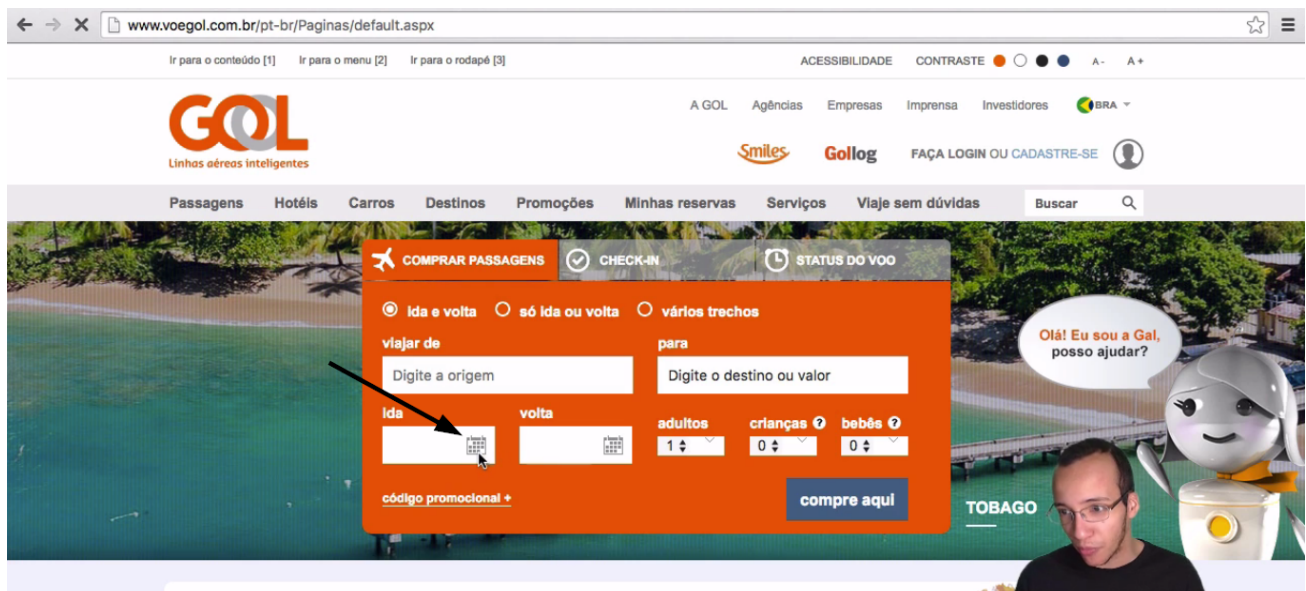 www.voegol.com.br/pt-br/Paginas/default.aspx
Ir para o conteúdo [1] Ir para o menu [2] Ir para o rodapé [3] ACESSIBILIDADE CONTRASTE A- A+
A GOL Agências Empresas Imprensa Investidores BRA
GOL
Linhas aéreas inteligentes
Smiles Gollog FAÇA LOGIN OU CADASTRE-SE
Passagens Hotéis Carros Destinos Promoções Minhas reservas Serviços Viaje sem dúvidas Buscar
COMPRAR PASSAGENS CHECK-IN STATUS DO VOO
ida e volta só ida ou volta vários trechos
viajar de para
Digite a origem Digite o destino ou valor
ida volta adultos crianças ? bebês ?
1 0 0
código promocional + compre aqui
Olá! Eu sou a Gal,
posso ajudar?
TOBAGO